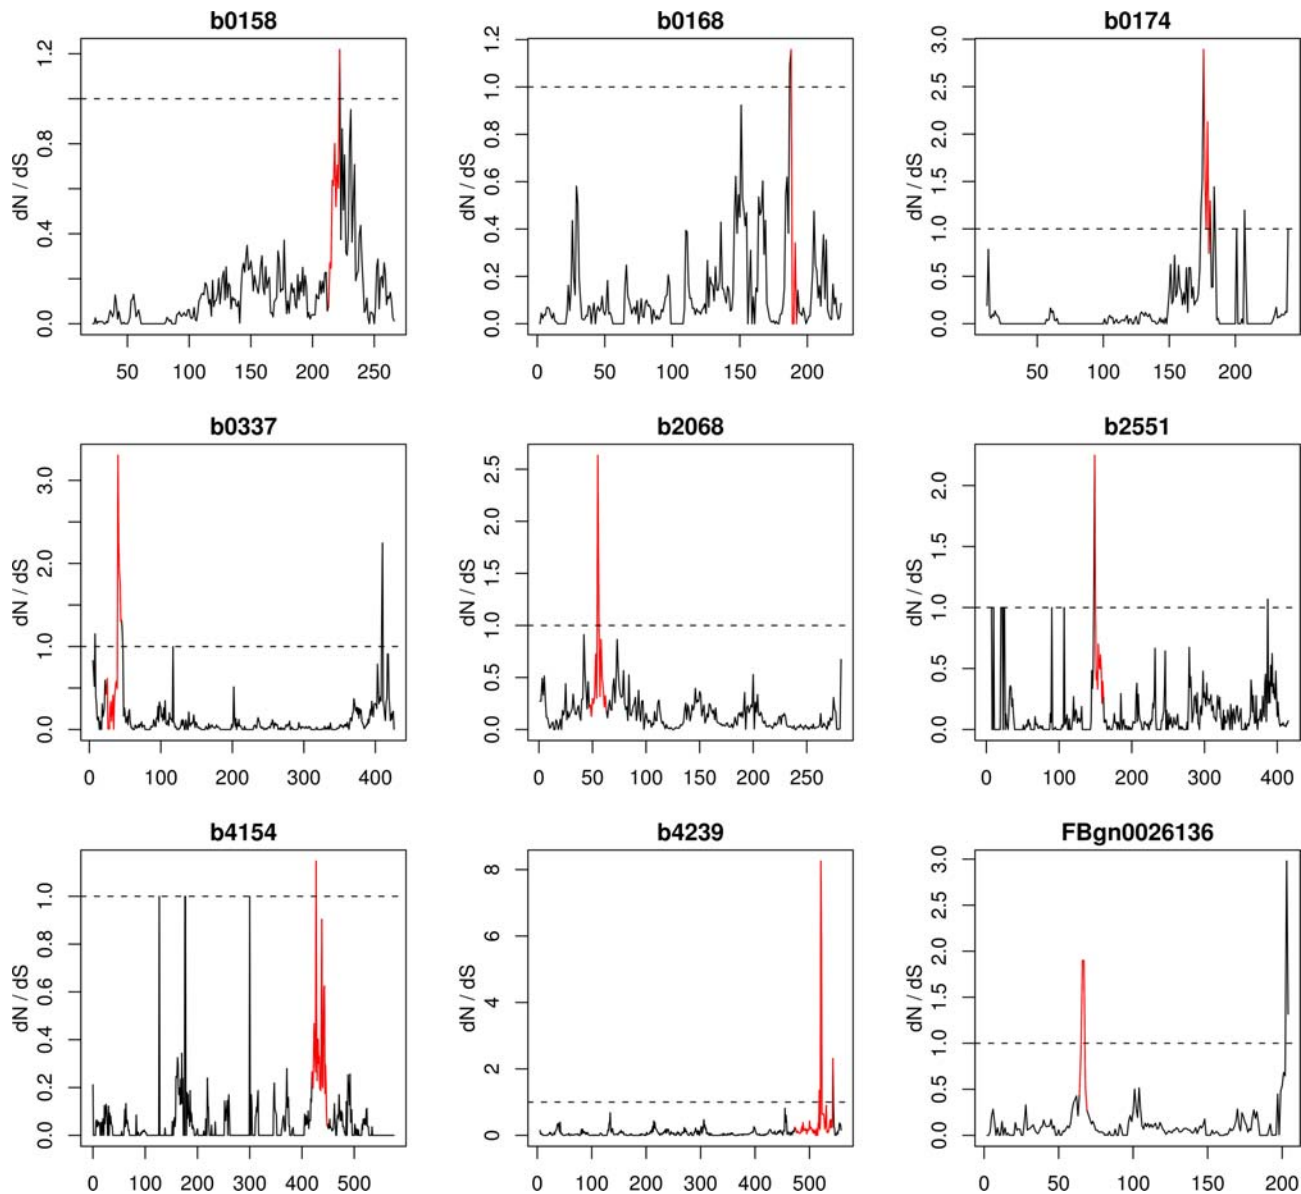 b0158 b0168 b0174
dN / dS 0.0 0.4 0.8 1.2 dN / dS 0.0 0.2 0.4 0.6 0.8 1.0 1.2 dN / dS 0.0 0.5 1.0 1.5 2.0 2.5 3.0
50 100 150 200 250 0 50 100 150 200 50 100 150 200
b0337 b2068 b2551
dN / dS 0.0 1.0 2.0 3.0 dN / dS 0.0 0.5 1.0 1.5 2.0 2.5 dN / dS 0.0 0.5 1.0 1.5 2.0
0 100 200 300 400 0 50 100 150 200 250 0 100 200 300 400
b4154 b4239 FBgn0026136
dN / dS 0.0 0.2 0.4 0.6 0.8 1.0 dN / dS 0 2 4 6 8 dN / dS 0.0 0.5 1.0 1.5 2.0 2.5 3.0
0 100 200 300 400 500 0 100 200 300 400 500 0 50 100 150 200